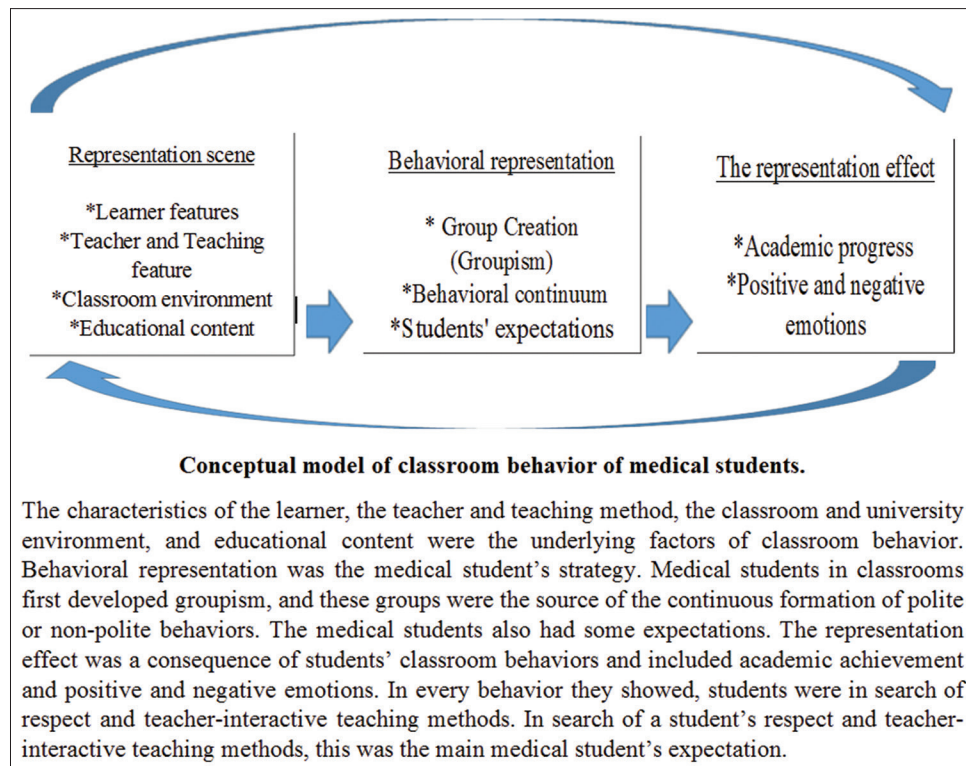 Representation scene
*Learner features
*Teacher and Teaching
feature
*Classroom environment
*Educational content
Behavioral representation
* Group Creation
(Groupism)
*Behavioral continuum
*Students' expectations
The representation effect
*Academic progress
*Positive and negative
emotions
Conceptual model of classroom behavior of medical students.
The characteristics of the learner, the teacher and teaching method, the classroom and university
environment, and educational content were the underlying factors of classroom behavior.
Behavioral representation was the medical student’s strategy. Medical students in classrooms
first developed groupism, and these groups were the source of the continuous formation of polite
or non-polite behaviors. The medical students also had some expectations. The representation
effect was a consequence of students’ classroom behaviors and included academic achievement
and positive and negative emotions. In every behavior they showed, students were in search of
respect and teacher-interactive teaching methods. In search of a student’s respect and teacher-
interactive teaching methods, this was the main medical student’s expectation.